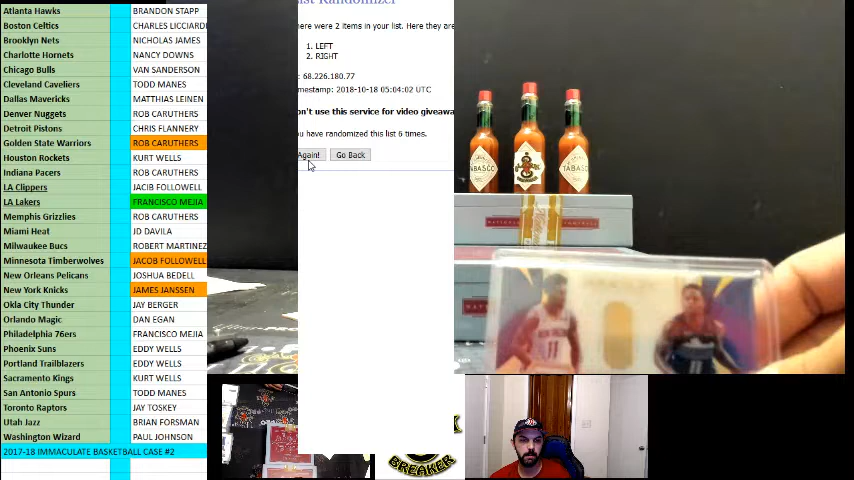 Atlanta Hawks BRANDON STAPP
Boston Celtics CHARLES LICCIARDI
Brooklyn Nets NICHOLAS JAMES
Charlotte Hornets NANCY DOWNS
Chicago Bulls VAN SANDERSON
Cleveland Caveliers TODD MANES
Dallas Mavericks MATTHIAS LEINEN
Denver Nuggets ROB CARUTHERS
Detroit Pistons CHRIS FLANNERY
Golden State Warriors ROB CARUTHERS
Houston Rockets KURT WELLS
Indiana Pacers ROB CARUTHERS
LA Clippers JACIB FOLLOWELL
LA Lakers FRANCISCO MEJIA
Memphis Grizzlies ROB CARUTHERS
Miami Heat JD DAVILA
Milwaukee Bucs ROBERT MARTINEZ
Minnesota Timberwolves JACOB FOLLOWELL
New Orleans Pelicans JOSHUA BEDELL
New York Knicks JAMES JANSSEN
Okla City Thunder JAY BERGER
Orlando Magic DAN EGAN
Philadelphia 76ers FRANCISCO MEJIA
Phoenix Suns EDDY WELLS
Portland Trailblazers EDDY WELLS
Sacramento Kings KURT WELLS
San Antonio Spurs TODD MANES
Toronto Raptors JAY TOSKEY
Utah Jazz BRIAN FORSMAN
Washington Wizard PAUL JOHNSON
2017-18 IMMACULATE BASKETBALL CASE #2
ist Randomizer
here were 2 items in your list. Here they are
1. LEFT
2. RIGHT
: 68.226.180.77
mestamp: 2018-10-18 05:04:02 UTC
on't use this service for video giveawa
ou have randomized this list 6 times.
Again! Go Back
TABASCO
TABASCO
11
BREAKER